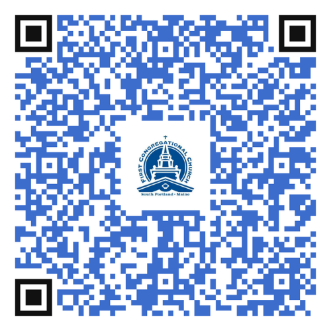 FIRST CONGREGATIONAL CHURCH
South Portland • Maine